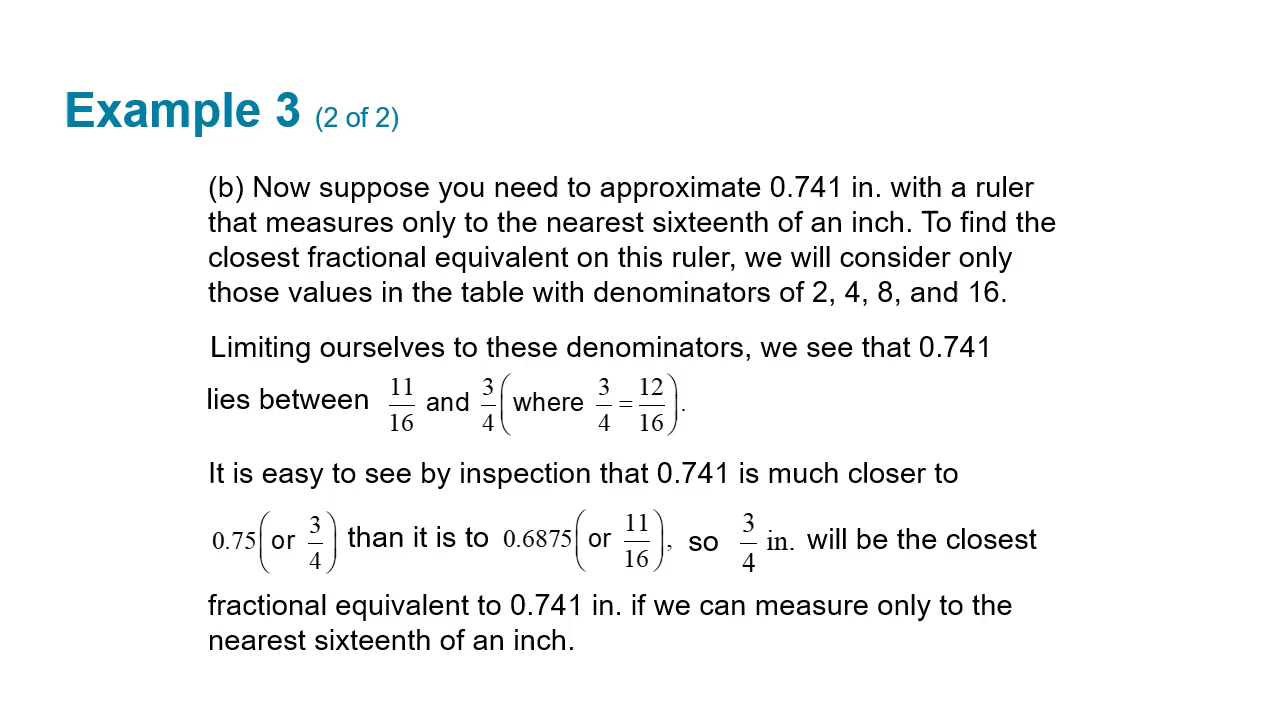 Example 3 (2 of 2)
(b) Now suppose you need to approximate 0.741 in. with a ruler
that measures only to the nearest sixteenth of an inch. To find the
closest fractional equivalent on this ruler, we will consider only
those values in the table with denominators of 2, 4, 8, and 16.
Limiting ourselves to these denominators, we see that 0.741
lies between 11/16 and 3/4 (where 3/4 = 12/16).
It is easy to see by inspection that 0.741 is much closer to
0.75 (or 3/4) than it is to 0.6875 (or 11/16), so 3/4 in. will be the closest
fractional equivalent to 0.741 in. if we can measure only to the
nearest sixteenth of an inch.